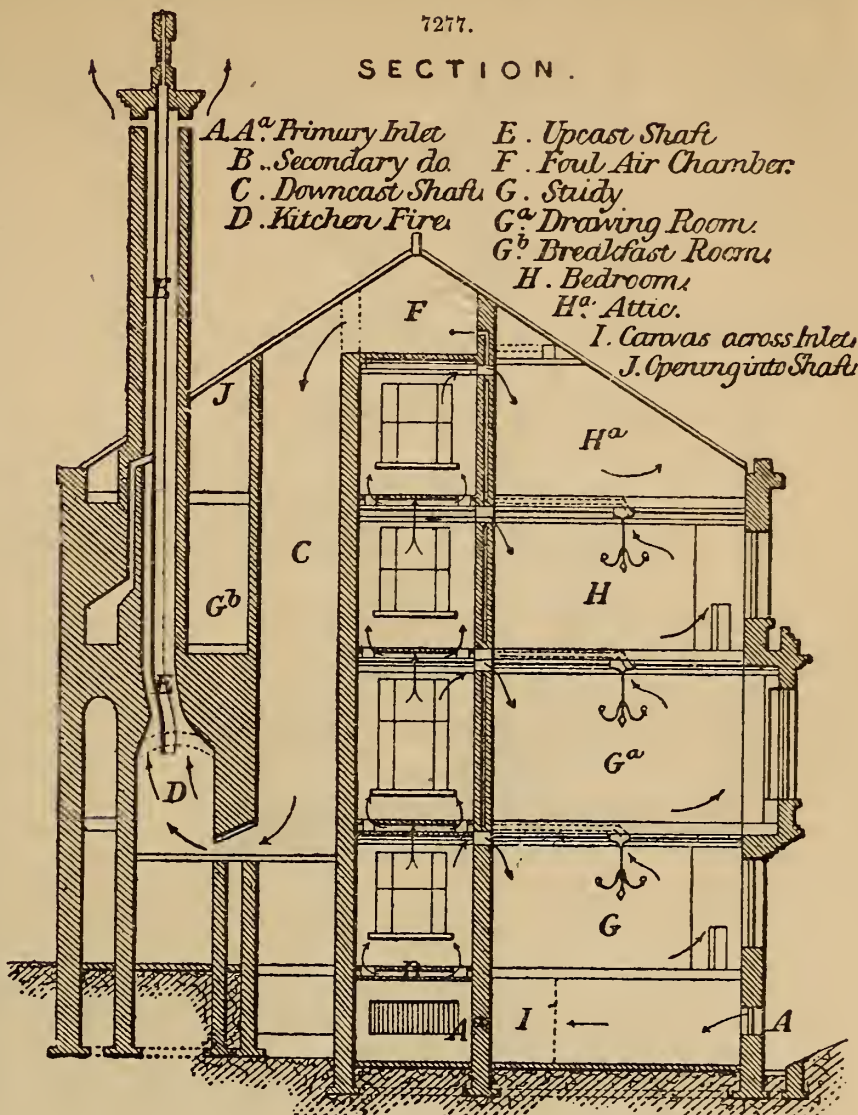 7277.
SECTION.
A.Aª. Primary Inlet
B.. Secondary do.
C. Downcast Shaft
D. Kitchen Fire
E. Upcast Shaft
F. Foul Air Chamber.
G. Study
Gª. Drawing Room.
Gᵇ. Breakfast Room
H. Bedroom
Hª. Attic.
I. Canvas across Inlet
J. Opening into Shaft
E
F
J
Hª
C
H
Gᵇ
E
Gª
D
G
B
A
I
A